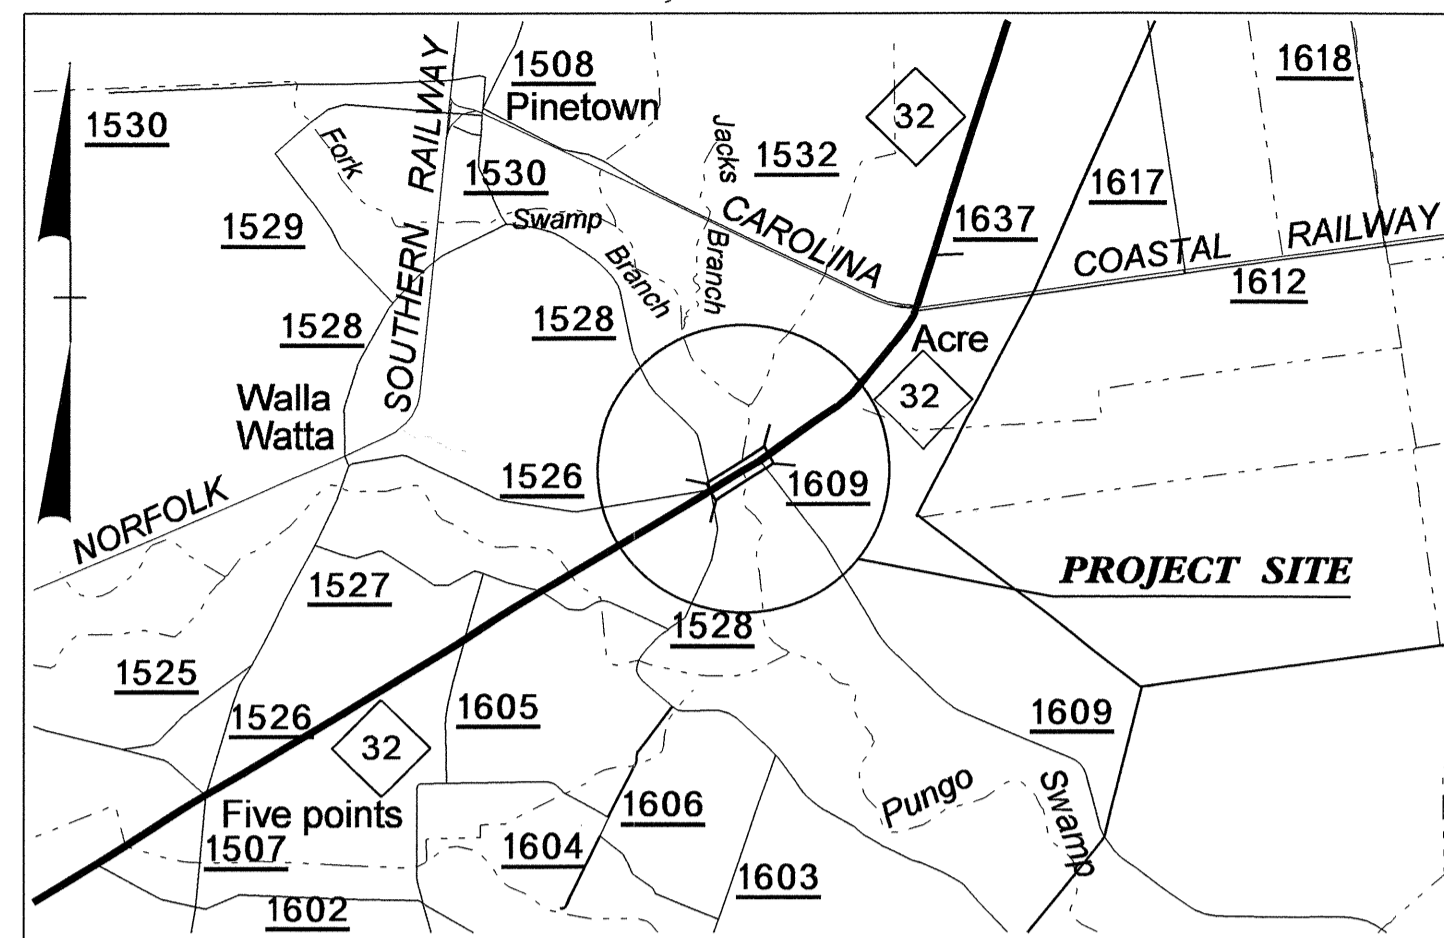 1508
Pinetown
1618
32
1530
Fork
Jacks
1532
1530
1617
1529
Swamp
CAROLINA
1637
COASTAL
RAILWAY
Branch
Branch
1612
1528
1528
SOUTHERN RAILWAY
Acre
32
Walla
Watta
1526
1609
NORFOLK
PROJECT SITE
1527
1528
1525
1526
1605
1609
32
Pungo
Swamp
Five points
1606
1507
1604
1603
1602